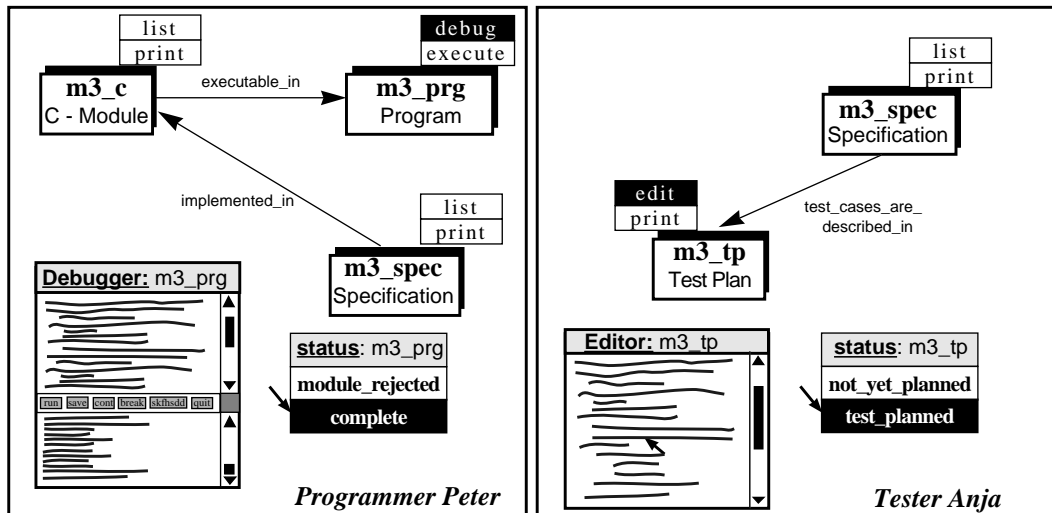 list
print
debug
execute
m3_c
C - Module
executable_in
m3_prg
Program
implemented_in
list
print
m3_spec
Specification
Debugger: m3_prg
run save cont break skfhsdd quit
status: m3_prg
module_rejected
complete
Programmer Peter
list
print
m3_spec
Specification
edit
print
test_cases_are_
described_in
m3_tp
Test Plan
Editor: m3_tp
status: m3_tp
not_yet_planned
test_planned
Tester Anja